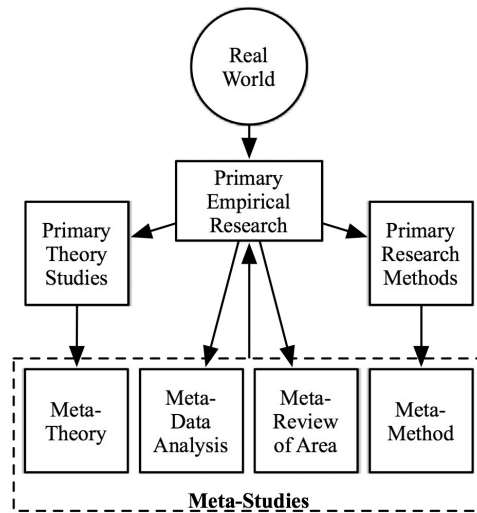 Real
World
Primary
Empirical
Research
Primary
Theory
Studies
Primary
Research
Methods
Meta-
Theory
Meta-
Data
Analysis
Meta-
Review
of Area
Meta-
Method
Meta-Studies